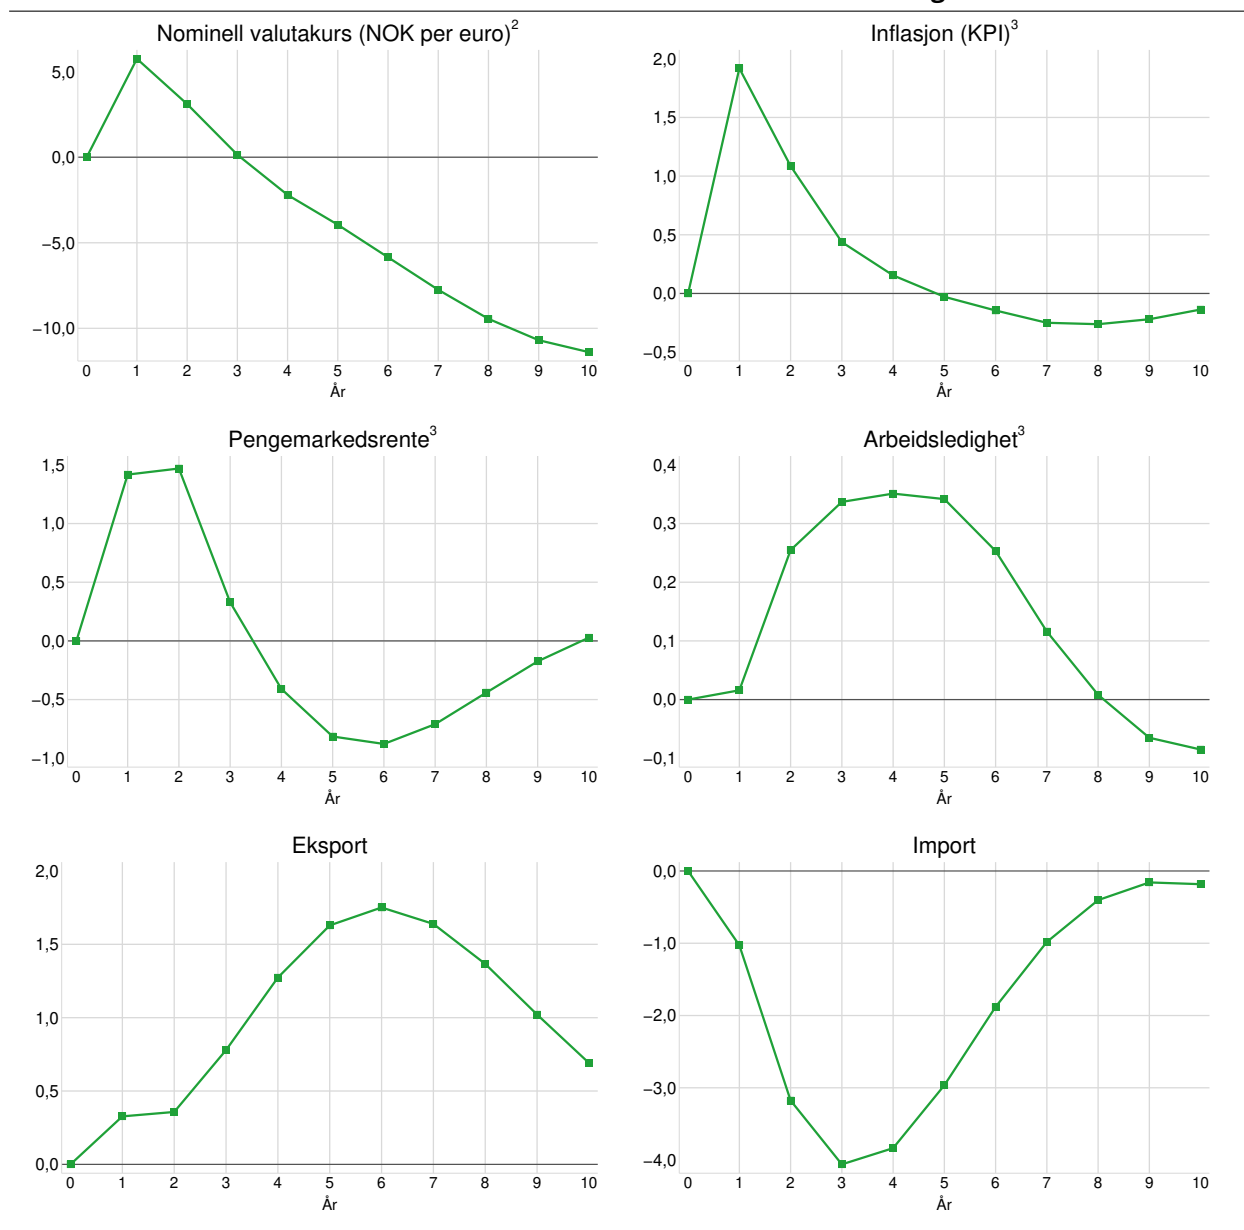 Nominell valutakurs (NOK per euro)²
5,0
0,0
−5,0
−10,0
0 1 2 3 4 5 6 7 8 9 10
År
Inflasjon (KPI)³
2,0
1,5
1,0
0,5
0,0
−0,5
0 1 2 3 4 5 6 7 8 9 10
År
Pengemarkedsrente³
1,5
1,0
0,5
0,0
−0,5
−1,0
0 1 2 3 4 5 6 7 8 9 10
År
Arbeidsledighet³
0,4
0,3
0,2
0,1
0,0
−0,1
0 1 2 3 4 5 6 7 8 9 10
År
Eksport
2,0
1,5
1,0
0,5
0,0
0 1 2 3 4 5 6 7 8 9 10
År
Import
0,0
−1,0
−2,0
−3,0
−4,0
0 1 2 3 4 5 6 7 8 9 10
År